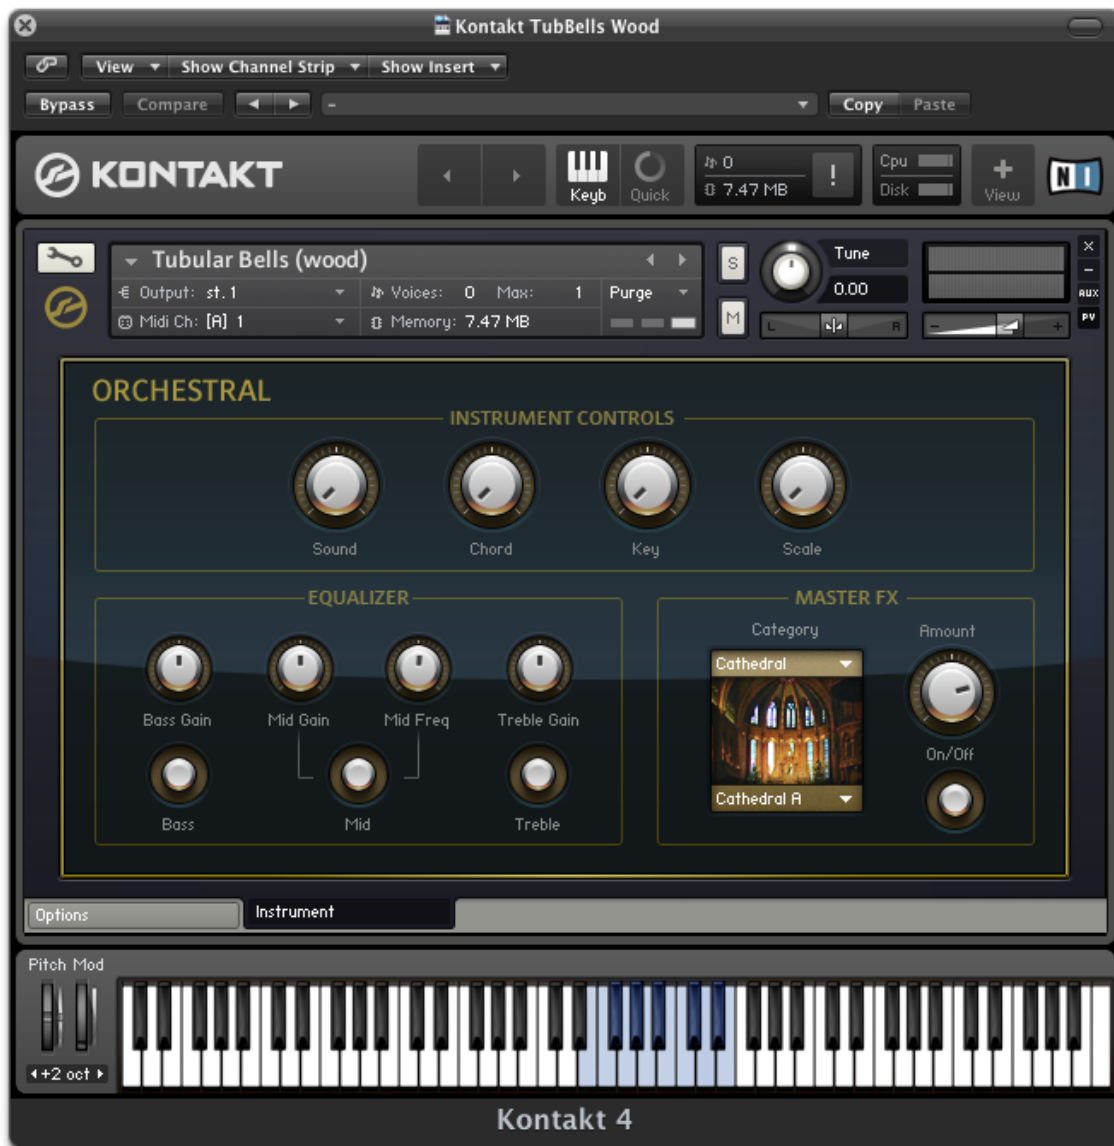 Kontakt TubBells Wood
View Show Channel Strip Show Insert
Bypass Compare - Copy Paste
KONTAKT
Keyb Quick
0
7.47 MB
!
Cpu
Disk
+
View
NI
Tubular Bells (wood)
Output: st.1 Voices: 0 Max: 1 Purge
Midi Ch: [A] 1 Memory: 7.47 MB
S
M
Tune
0.00
L R
- +
×
-
AUX
PV
ORCHESTRAL
INSTRUMENT CONTROLS
Sound Chord Key Scale
EQUALIZER
Bass Gain Mid Gain Mid Freq Treble Gain
Bass Mid Treble
MASTER FX
Category Amount
Cathedral
Cathedral A
On/Off
Options Instrument
Pitch Mod
+2 oct
Kontakt 4